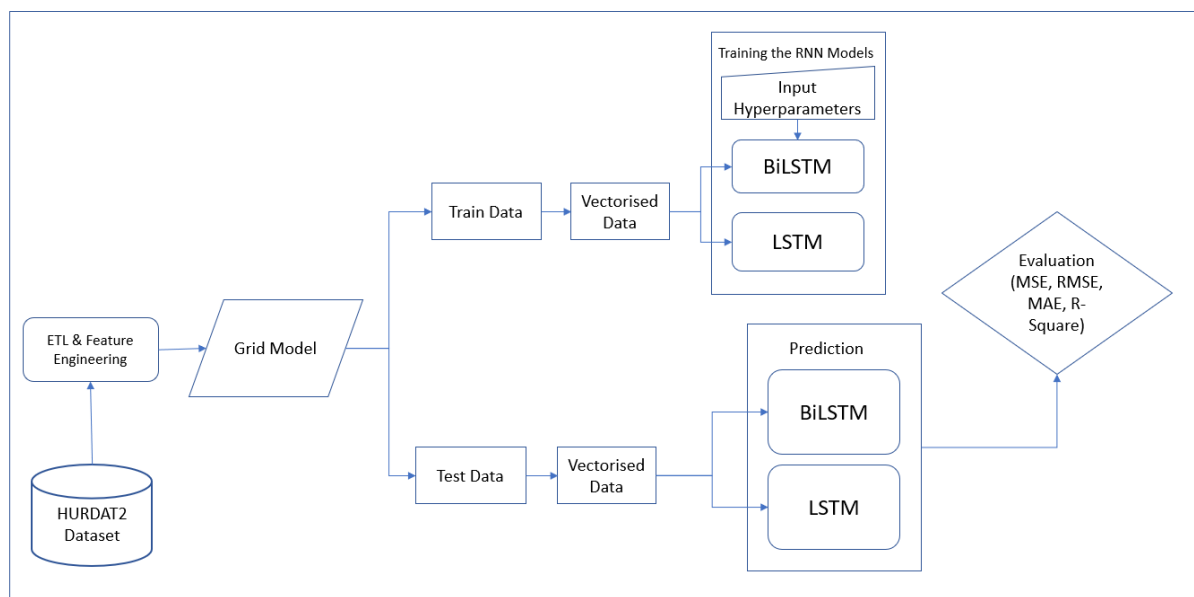 Training the RNN Models
Input
Hyperparameters
BiLSTM
LSTM
Train Data
Vectorised
Data
Evaluation
(MSE, RMSE,
MAE, R-
Square)
ETL & Feature
Engineering
Grid Model
Prediction
BiLSTM
LSTM
Test Data
Vectorised
Data
HURDAT2
Dataset